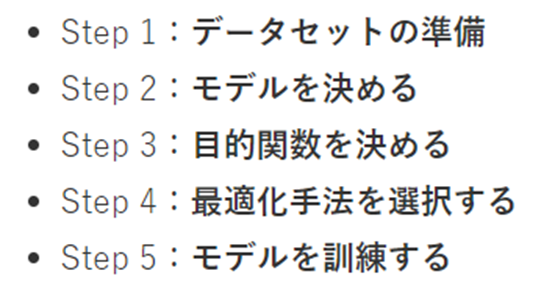 • Step 1：データセットの準備
• Step 2：モデルを決める
• Step 3：目的関数を決める
• Step 4：最適化手法を選択する
• Step 5：モデルを訓練する